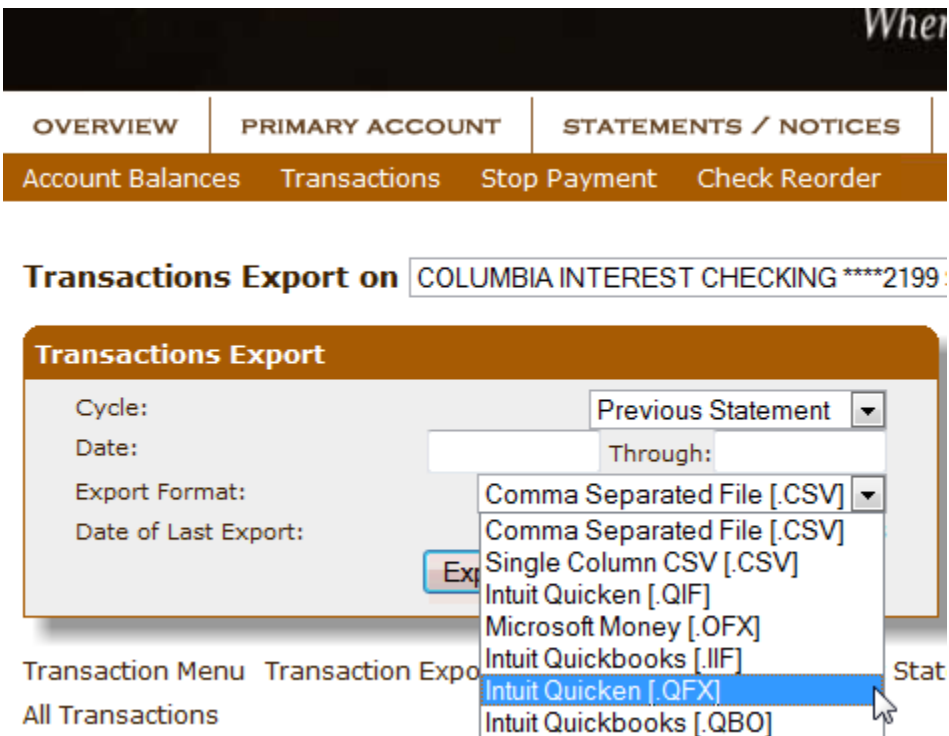 OVERVIEW PRIMARY ACCOUNT STATEMENTS / NOTICES
Account Balances Transactions Stop Payment Check Reorder
Transactions Export on COLUMBIA INTEREST CHECKING ****2199
Transactions Export
Cycle: Previous Statement
Date: Through:
Export Format: Comma Separated File [.CSV]
Date of Last Export: Comma Separated File [.CSV]
Single Column CSV [.CSV]
Intuit Quicken [.QIF]
Microsoft Money [.OFX]
Intuit Quickbooks [.IIF]
Transaction Menu Transaction Expo
Intuit Quicken [.QFX]
All Transactions Intuit Quickbooks [.QBO]